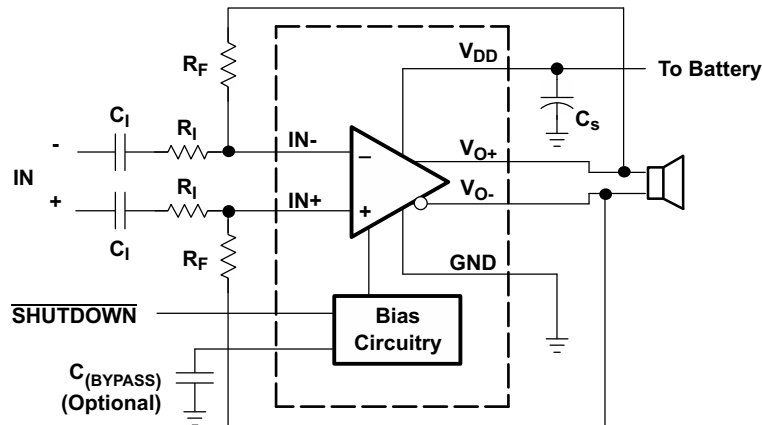 V_DD
R_F
To Battery
C_I
R_I
C_s
-
IN-
−
V_O+
IN
R_I
V_O-
+
IN+
+
C_I
R_F
GND
SHUTDOWN
Bias
Circuitry
C_(BYPASS)
(Optional)